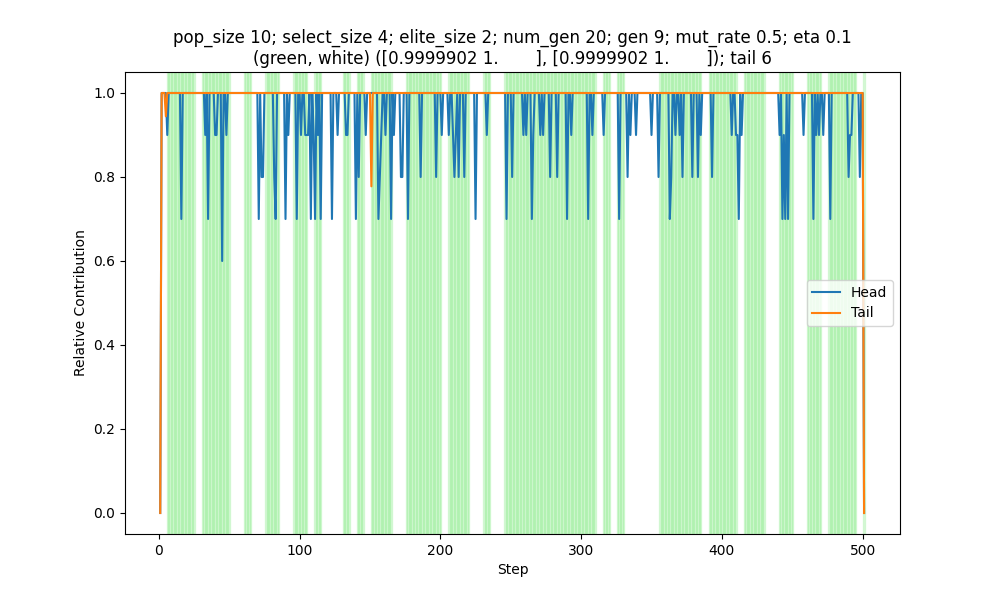 pop_size 10; select_size 4; elite_size 2; num_gen 20; gen 9; mut_rate 0.5; eta 0.1
(green, white) ([0.9999902 1.        ], [0.9999902 1.        ]); tail 6
1.0
0.8
0.6
0.4
0.2
0.0
Relative Contribution
Head
Tail
0
100
200
300
400
500
Step